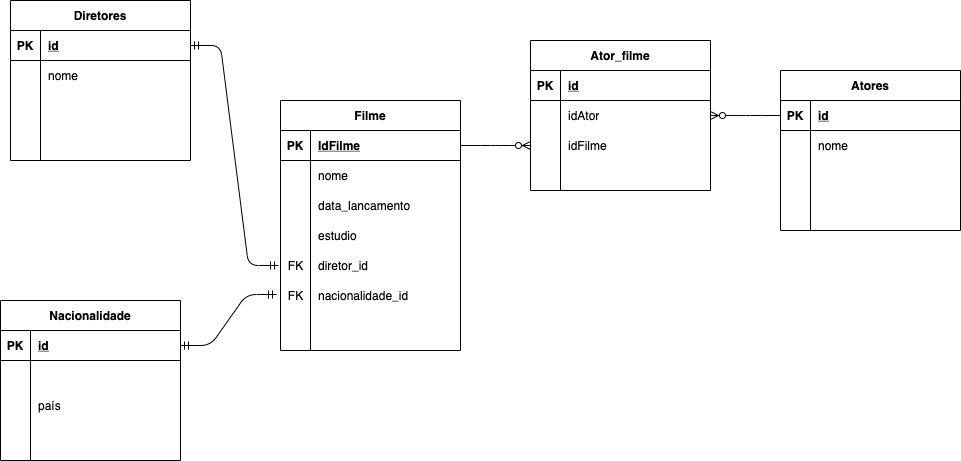 Diretores
PK id
nome
Ator_filme
PK id
idAtor
idFilme
Atores
PK id
nome
Filme
PK IdFilme
nome
data_lancamento
estudio
FK diretor_id
FK nacionalidade_id
Nacionalidade
PK id
país